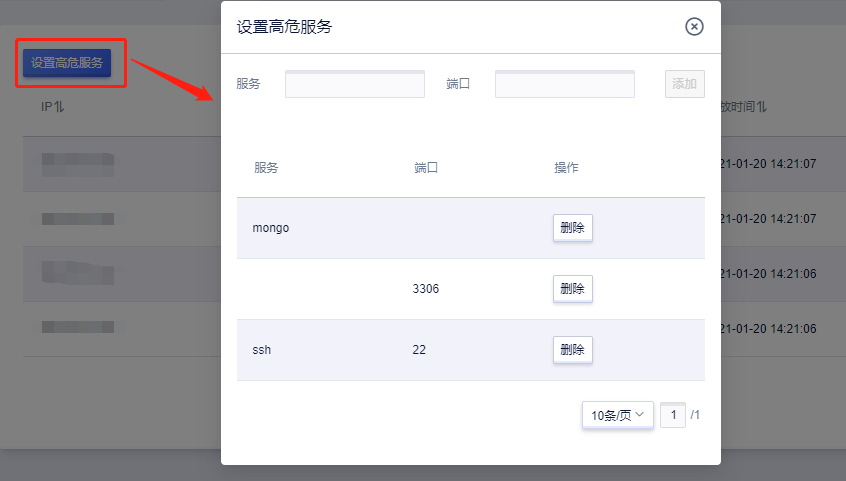 设置高危服务
设置高危服务
服务 端口 添加
IP
放时间
服务 端口 操作
21-01-20 14:21:07
mongo 删除
21-01-20 14:21:07
3306 删除
21-01-20 14:21:06
ssh 22 删除
21-01-20 14:21:06
10条/页 1 /1